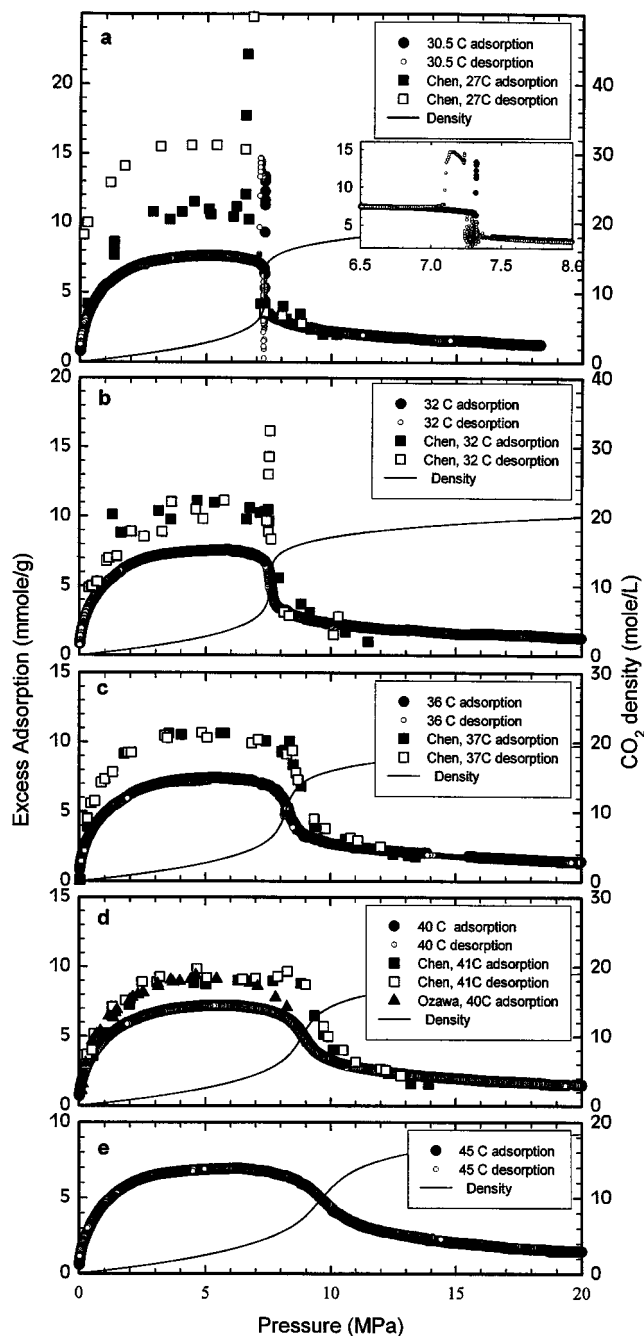 a
30.5 C adsorption
30.5 C desorption
Chen, 27C adsorption
Chen, 27C desorption
Density
20
15
10
5
0
40
30
20
10
0
15
10
5
6.5 7.0 7.5 8.0
b
32 C adsorption
32 C desorption
Chen, 32 C adsorption
Chen, 32 C desorption
Density
20
15
10
5
0
40
30
20
10
0
c
36 C adsorption
36 C desorption
Chen, 37C adsorption
Chen, 37C desorption
Density
15
10
5
0
30
20
10
0
d
40 C adsorption
40 C desorption
Chen, 41C adsorption
Chen, 41C desorption
Ozawa, 40C adsorption
Density
15
10
5
0
30
20
10
0
e
45 C adsorption
45 C desorption
Density
10
5
0
20
15
10
5
0
0 5 10 15 20
Excess Adsorption (mmole/g)
CO₂ density (mole/L)
Pressure (MPa)